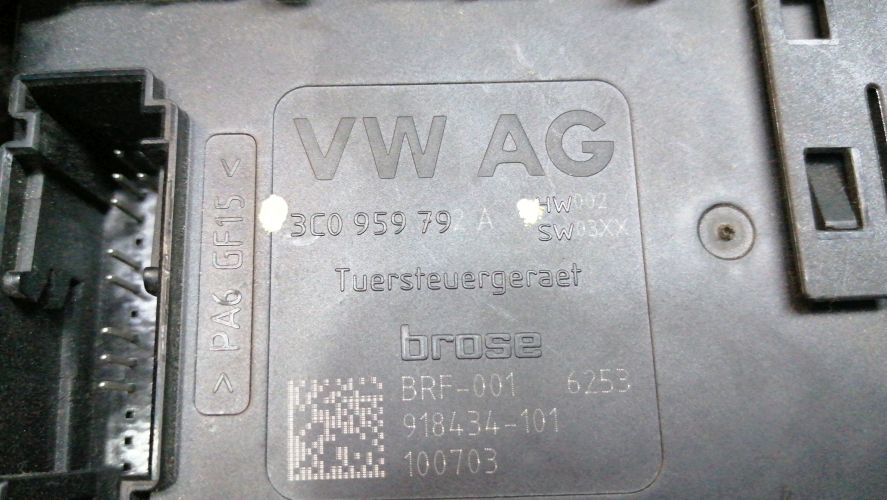 VW AG
3C0 959 792 A HW002
SW03XX
Tuersteuergeraet
brose
BRF-001 6253
918434-101
100703
> PA6 GF15 <